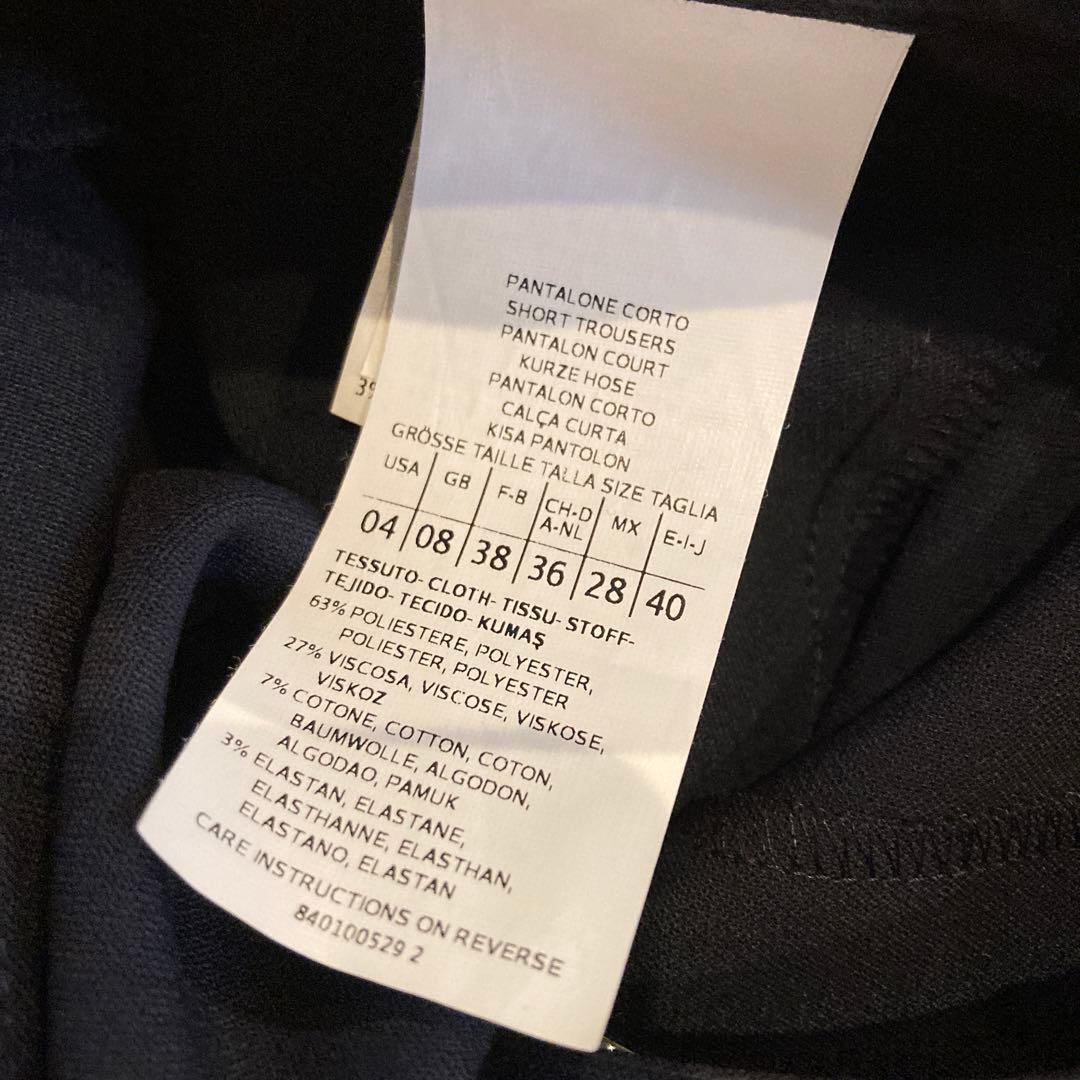 PANTALONE CORTO
SHORT TROUSERS
PANTALON COURT
KURZE HOSE
PANTALON CORTO
CALÇA CURTA
KISA PANTOLON
GRÖSSE TAILLE TALLA SIZE TAGLIA
USA GB F-B CH-D A-NL MX E-I-J
04 08 38 36 28 40
TESSUTO- CLOTH- TISSU- STOFF-
TEJIDO- TECIDO- KUMAŞ
63% POLIESTERE, POLYESTER,
POLIESTER, POLYESTER
27% VISCOSA, VISCOSE, VISKOSE,
VISKOZ
7% COTONE, COTTON, COTON,
BAUMWOLLE, ALGODON,
ALGODAO, PAMUK
3% ELASTAN, ELASTANE,
ELASTHANNE, ELASTHAN,
ELASTANO, ELASTAN
CARE INSTRUCTIONS ON REVERSE
840100529 2